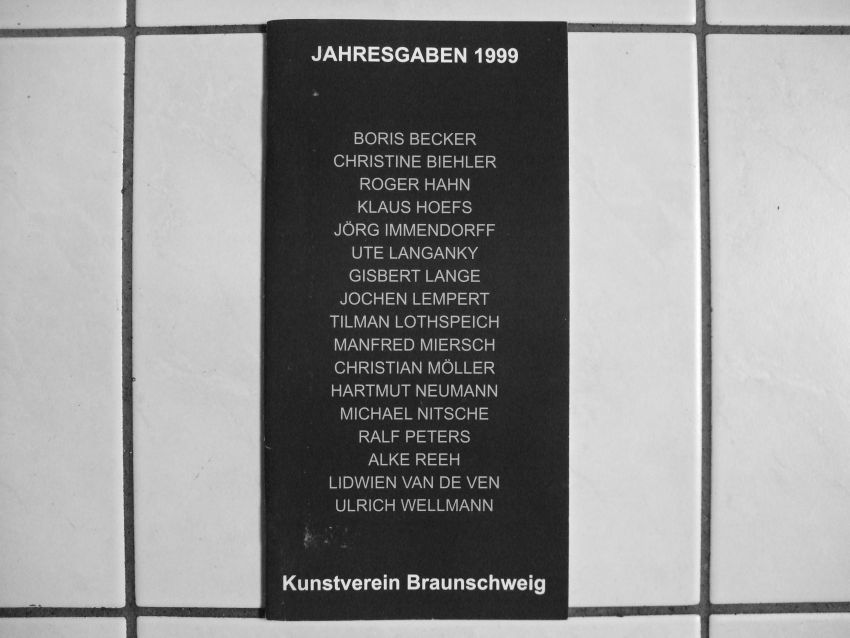 JAHRESGABEN 1999
BORIS BECKER
CHRISTINE BIEHLER
ROGER HAHN
KLAUS HOEFS
JÖRG IMMENDORFF
UTE LANGANKY
GISBERT LANGE
JOCHEN LEMPERT
TILMAN LOTHSPEICH
MANFRED MIERSCH
CHRISTIAN MÖLLER
HARTMUT NEUMANN
MICHAEL NITSCHE
RALF PETERS
ALKE REEH
LIDWIEN VAN DE VEN
ULRICH WELLMANN
Kunstverein Braunschweig